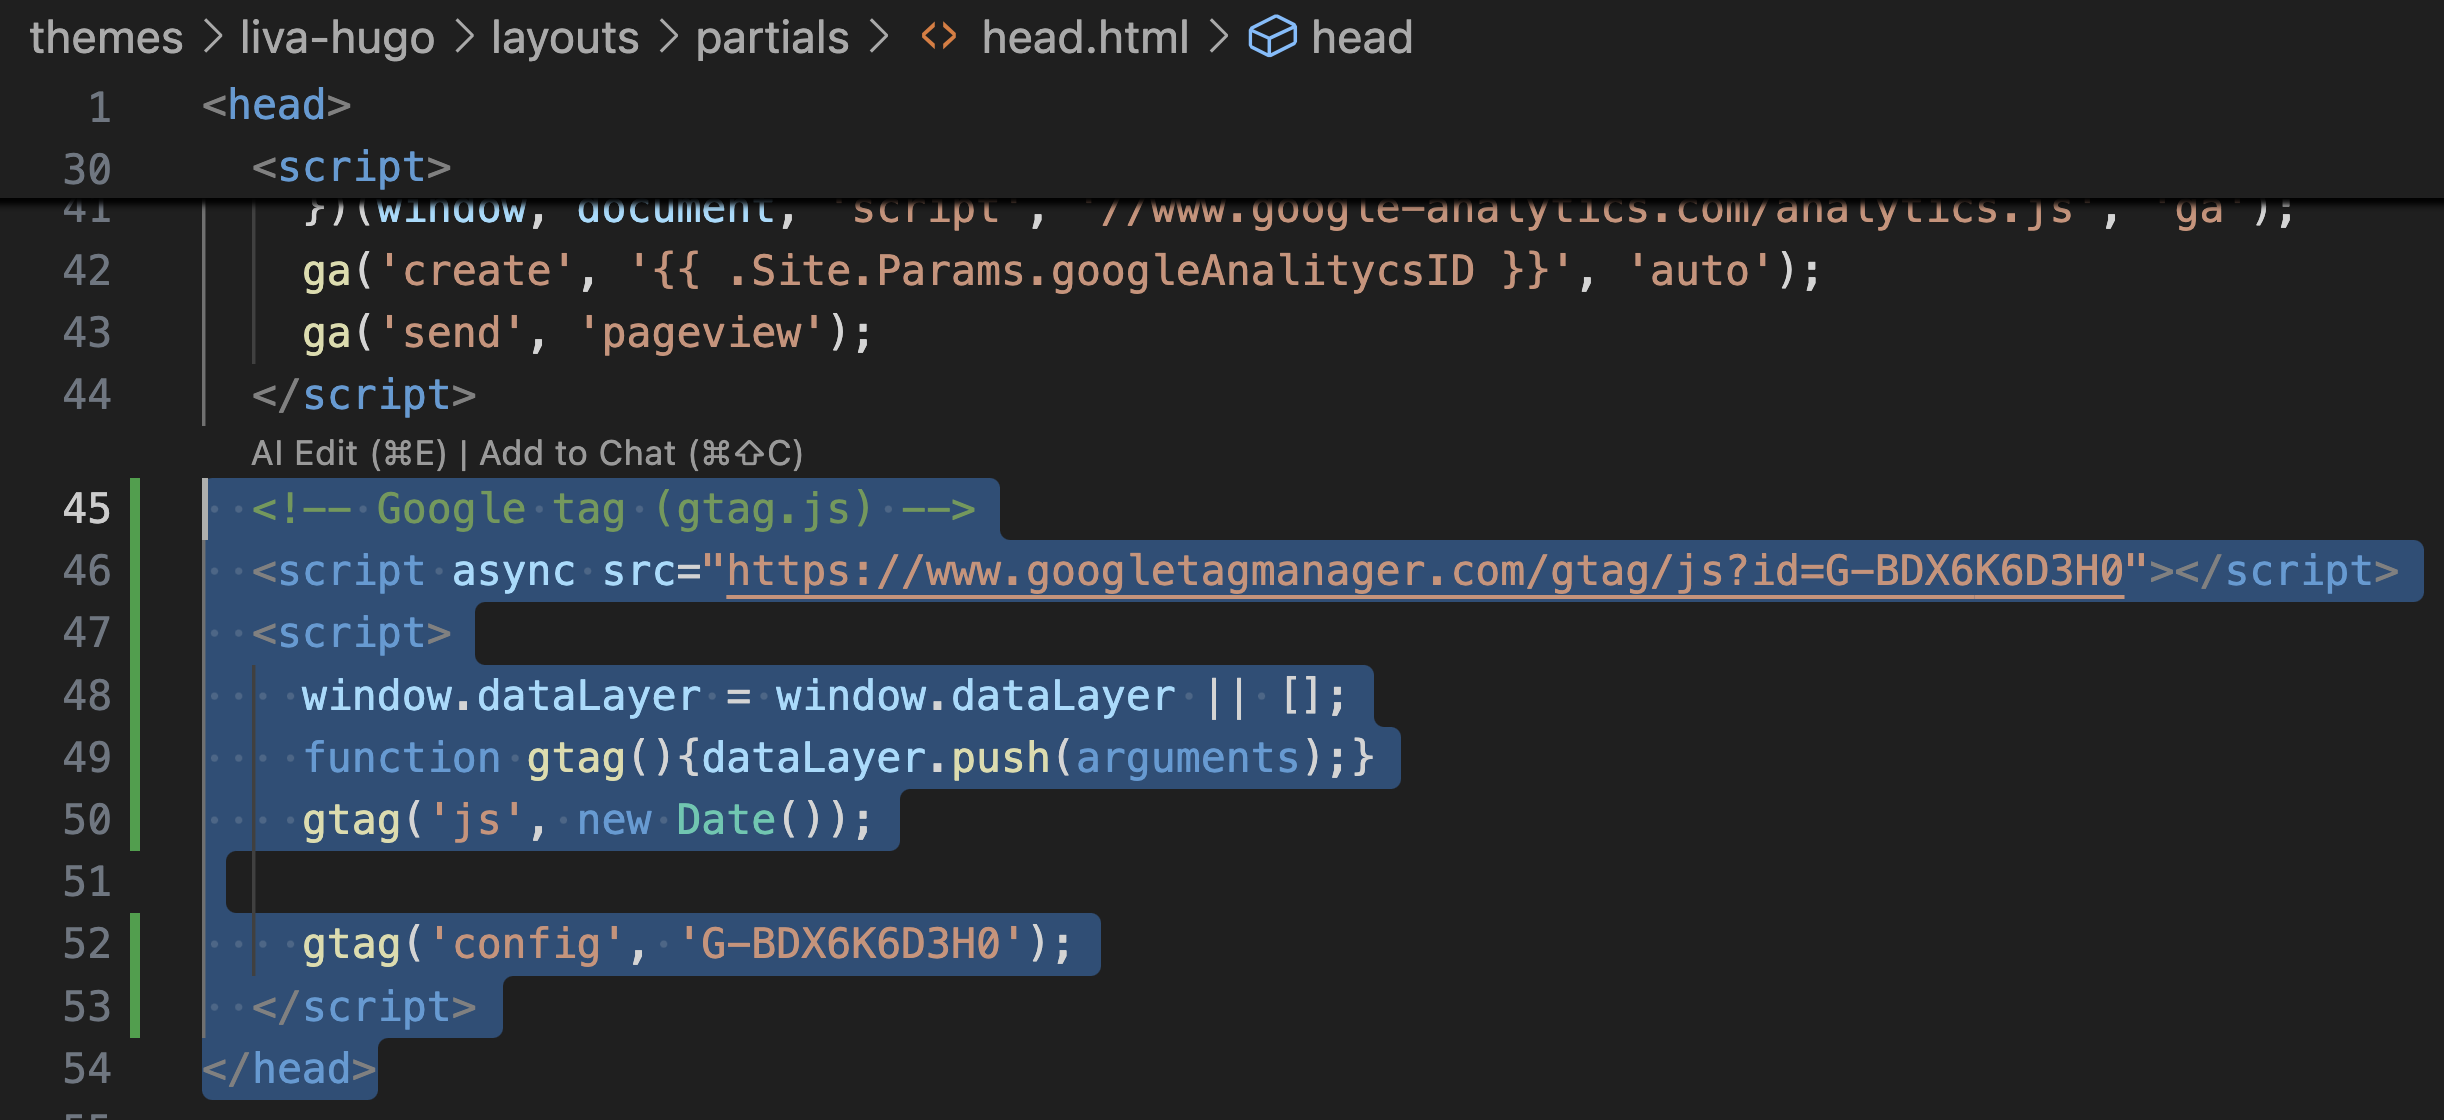 themes > liva-hugo > layouts > partials > <> head.html > head
1 <head>
30 <script>
41 })(window, document, 'script', '//www.google-analytics.com/analytics.js', 'ga');
42 ga('create', '{{ .Site.Params.googleAnalitycsID }}', 'auto');
43 ga('send', 'pageview');
44 </script>
AI Edit (⌘E) | Add to Chat (⌘⇧C)
45 <!-- Google tag (gtag.js) -->
46 <script async src="https://www.googletagmanager.com/gtag/js?id=G-BDX6K6D3H0"></script>
47 <script>
48 window.dataLayer = window.dataLayer || [];
49 function gtag(){dataLayer.push(arguments);}
50 gtag('js', new Date());
51
52 gtag('config', 'G-BDX6K6D3H0');
53 </script>
54 </head>